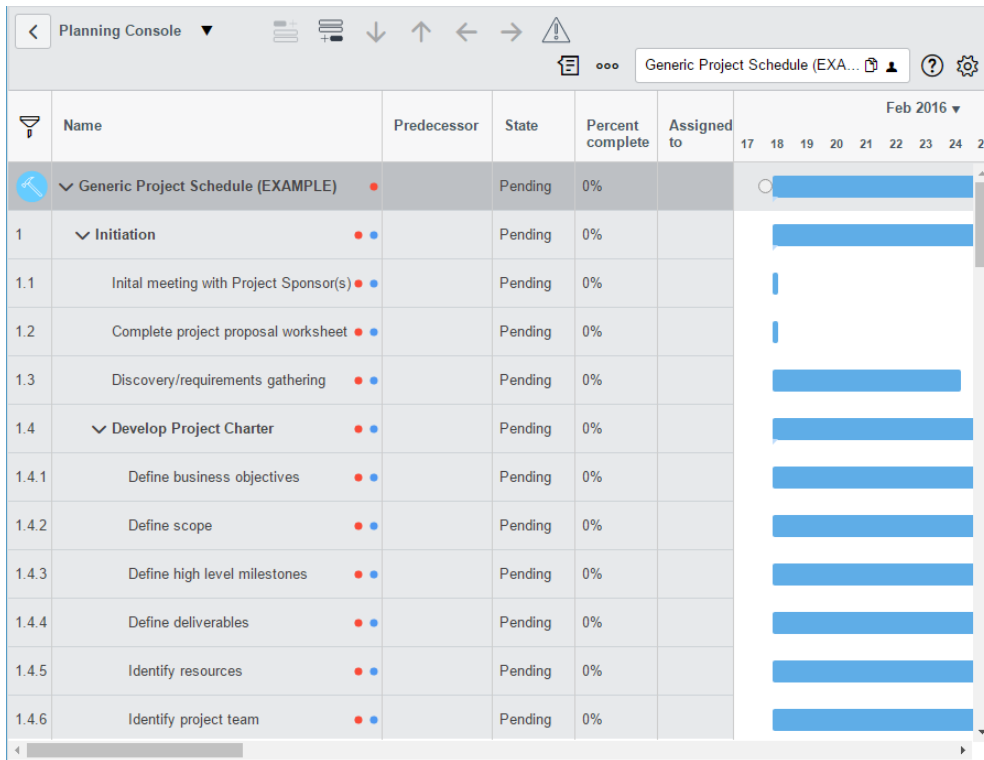 Planning Console
Generic Project Schedule (EXA...
Feb 2016
Name Predecessor State Percent complete Assigned to 17 18 19 20 21 22 23 24 2
Generic Project Schedule (EXAMPLE) Pending 0%
1 Initiation Pending 0%
1.1 Inital meeting with Project Sponsor(s) Pending 0%
1.2 Complete project proposal worksheet Pending 0%
1.3 Discovery/requirements gathering Pending 0%
1.4 Develop Project Charter Pending 0%
1.4.1 Define business objectives Pending 0%
1.4.2 Define scope Pending 0%
1.4.3 Define high level milestones Pending 0%
1.4.4 Define deliverables Pending 0%
1.4.5 Identify resources Pending 0%
1.4.6 Identify project team Pending 0%